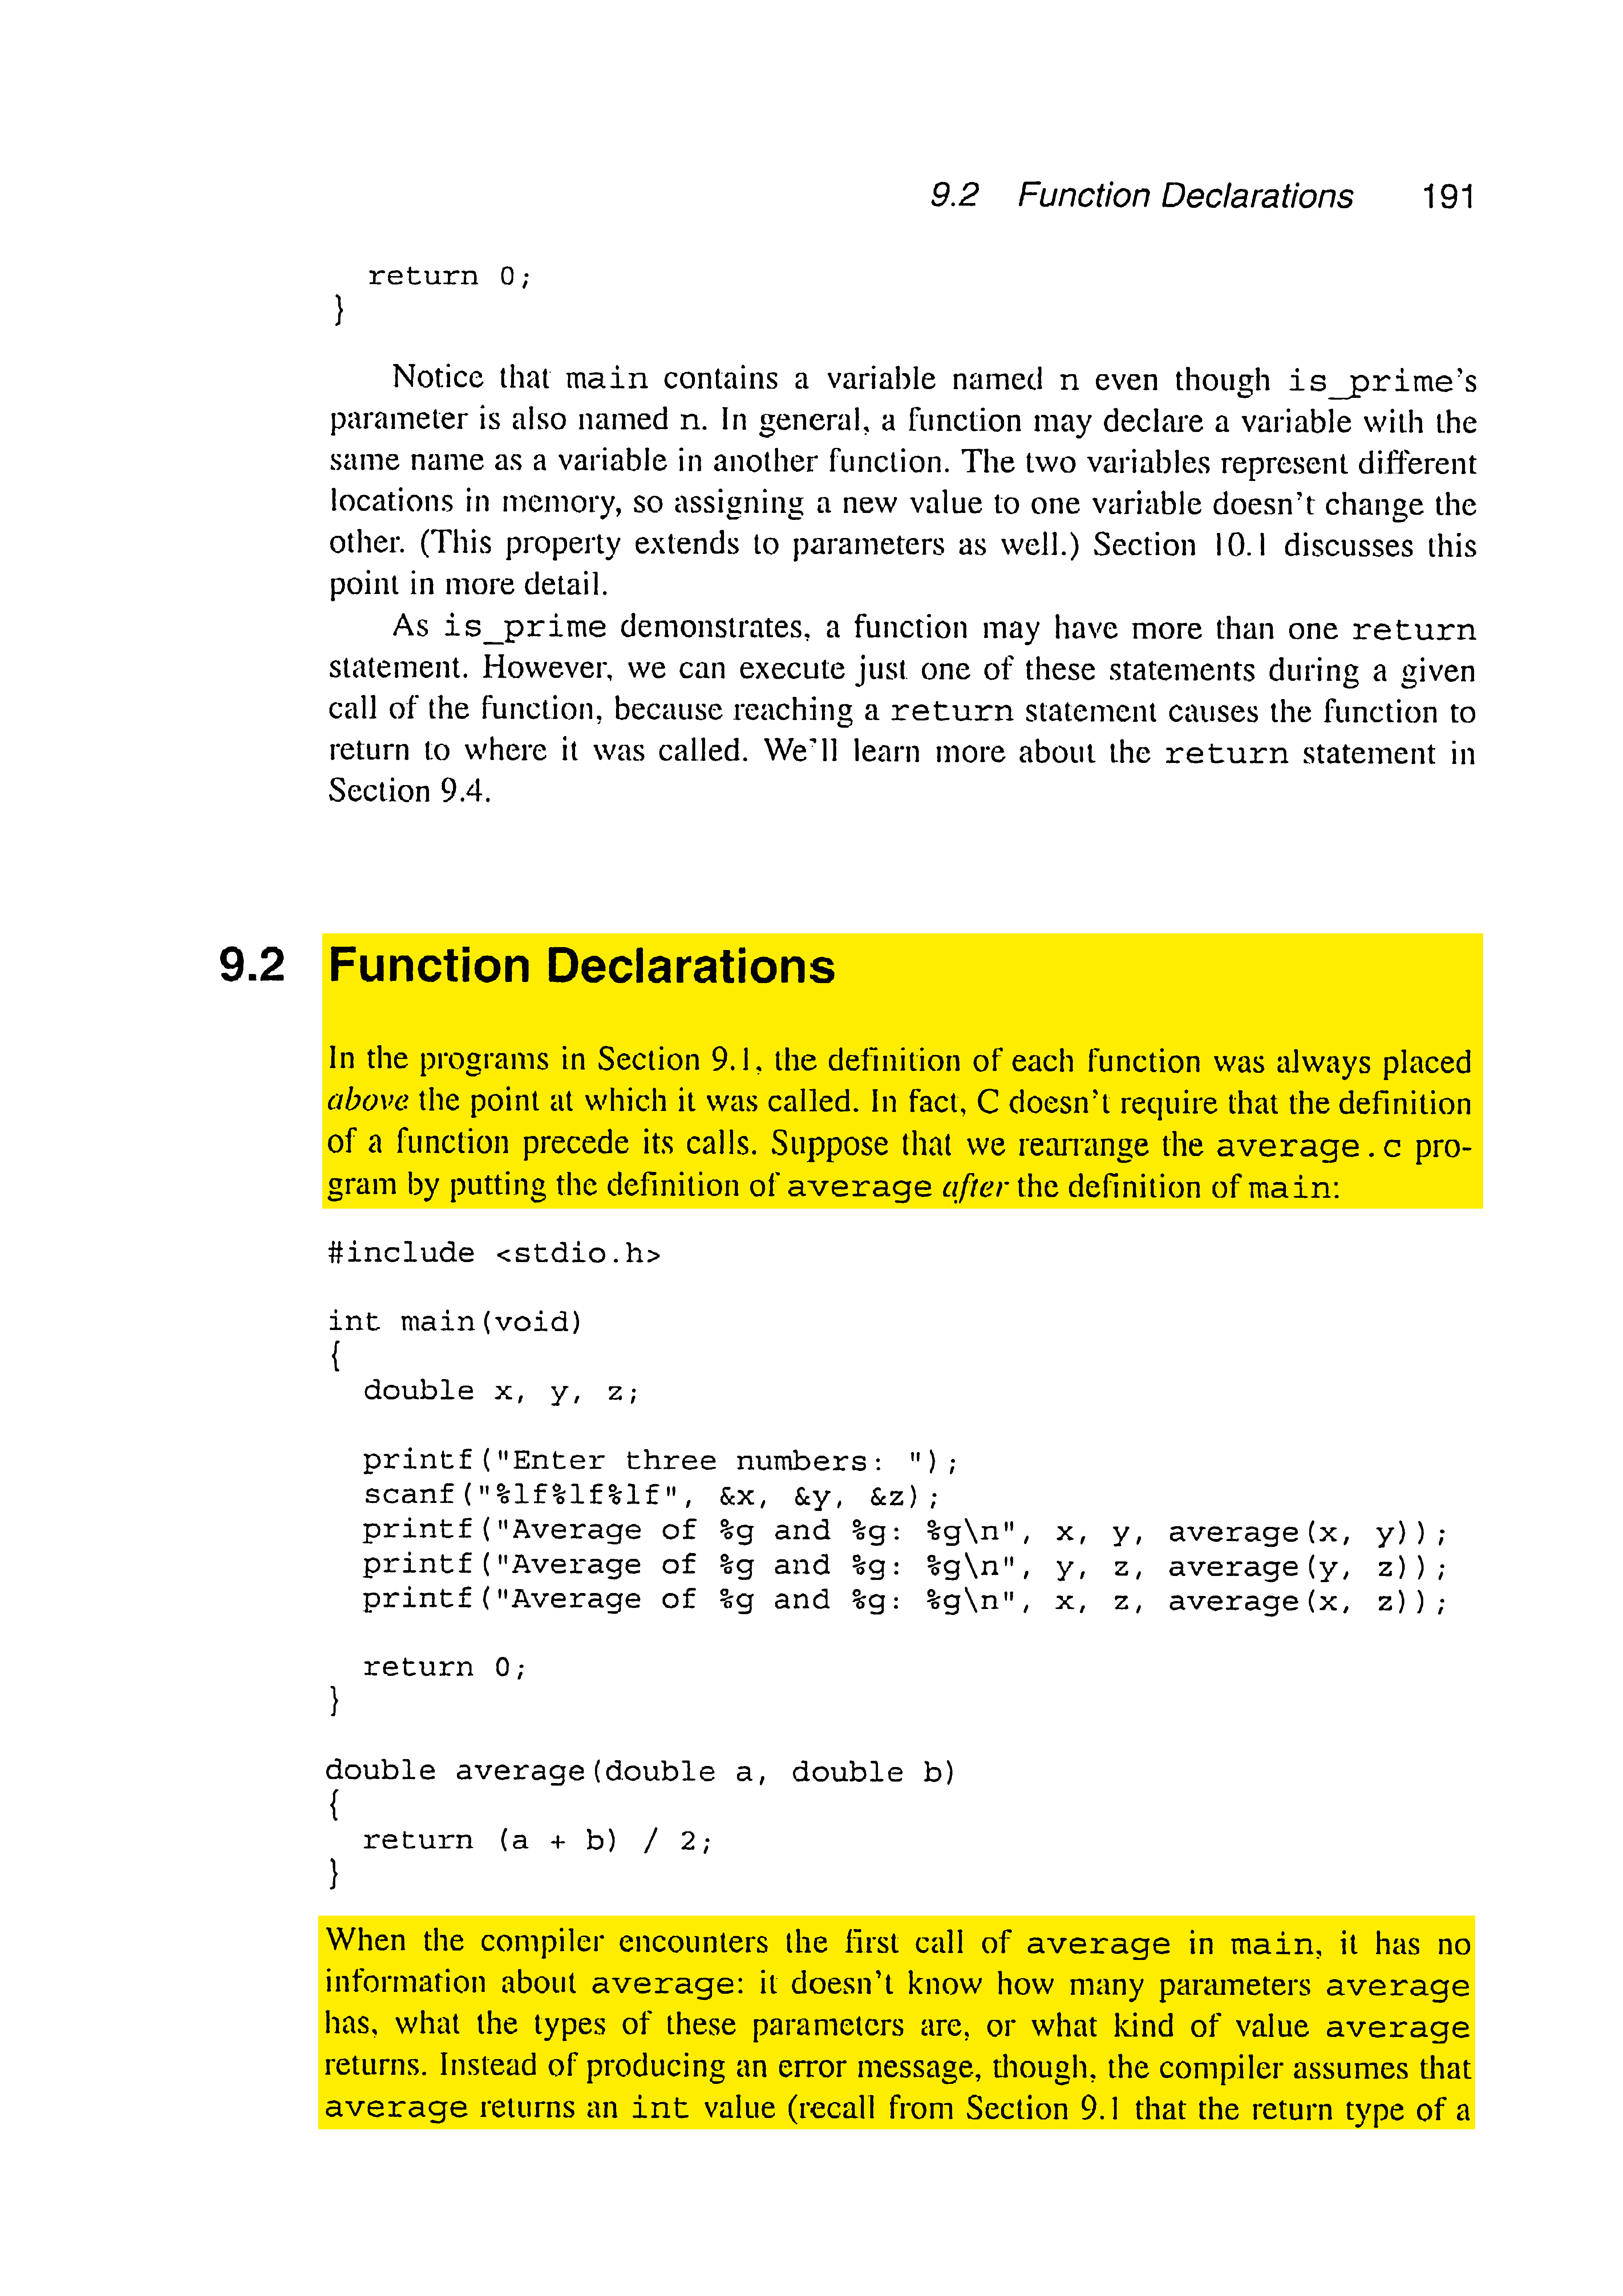 9.2 Function Declarations 191
return 0;
}
Notice that main contains a variable named n even though is_prime's
parameter is also named n. In general, a function may declare a variable with the
same name as a variable in another function. The two variables represent different
locations in memory, so assigning a new value to one variable doesn't change the
other. (This property extends to parameters as well.) Section 10.1 discusses this
point in more detail.
As is_prime demonstrates, a function may have more than one return
statement. However, we can execute just one of these statements during a given
call of the function, because reaching a return statement causes the function to
return to where it was called. We'll learn more about the return statement in
Section 9.4.
9.2 Function Declarations
In the programs in Section 9.1, the definition of each function was always placed
above the point at which it was called. In fact, C doesn't require that the definition
of a function precede its calls. Suppose that we rearrange the average.c pro-
gram by putting the definition of average after the definition of main:
#include <stdio.h>
int main(void)
{
double x, y, z;
printf("Enter three numbers: ");
scanf("%lf%lf%lf", &x, &y, &z);
printf("Average of %g and %g: %g\n", x, y, average(x, y));
printf("Average of %g and %g: %g\n", y, z, average(y, z));
printf("Average of %g and %g: %g\n", x, z, average(x, z));
return 0;
}
double average(double a, double b)
{
return (a + b) / 2;
}
When the compiler encounters the first call of average in main, it has no
information about average: it doesn't know how many parameters average
has, what the types of these parameters are, or what kind of value average
returns. Instead of producing an error message, though, the compiler assumes that
average returns an int value (recall from Section 9.1 that the return type of a